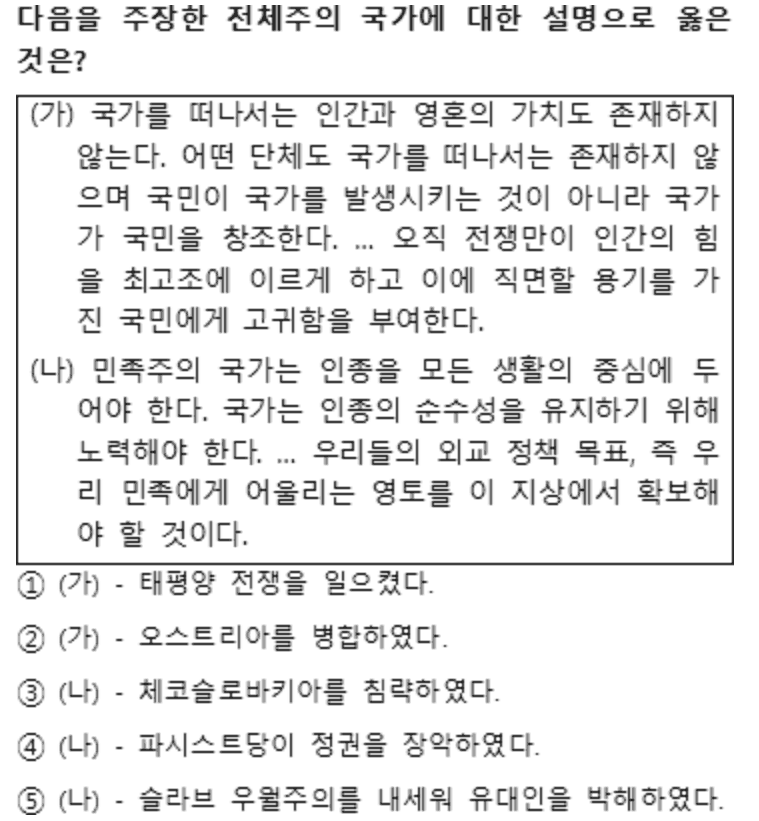 다음을 주장한 전체주의 국가에 대한 설명으로 옳은
것은?
(가) 국가를 떠나서는 인간과 영혼의 가치도 존재하지
않는다. 어떤 단체도 국가를 떠나서는 존재하지 않
으며 국민이 국가를 발생시키는 것이 아니라 국가
가 국민을 창조한다. ... 오직 전쟁만이 인간의 힘
을 최고조에 이르게 하고 이에 직면할 용기를 가
진 국민에게 고귀함을 부여한다.
(나) 민족주의 국가는 인종을 모든 생활의 중심에 두
어야 한다. 국가는 인종의 순수성을 유지하기 위해
노력해야 한다. ... 우리들의 외교 정책 목표, 즉 우
리 민족에게 어울리는 영토를 이 지상에서 확보해
야 할 것이다.
① (가) - 태평양 전쟁을 일으켰다.
② (가) - 오스트리아를 병합하였다.
③ (나) - 체코슬로바키아를 침략하였다.
④ (나) - 파시스트당이 정권을 장악하였다.
⑤ (나) - 슬라브 우월주의를 내세워 유대인을 박해하였다.